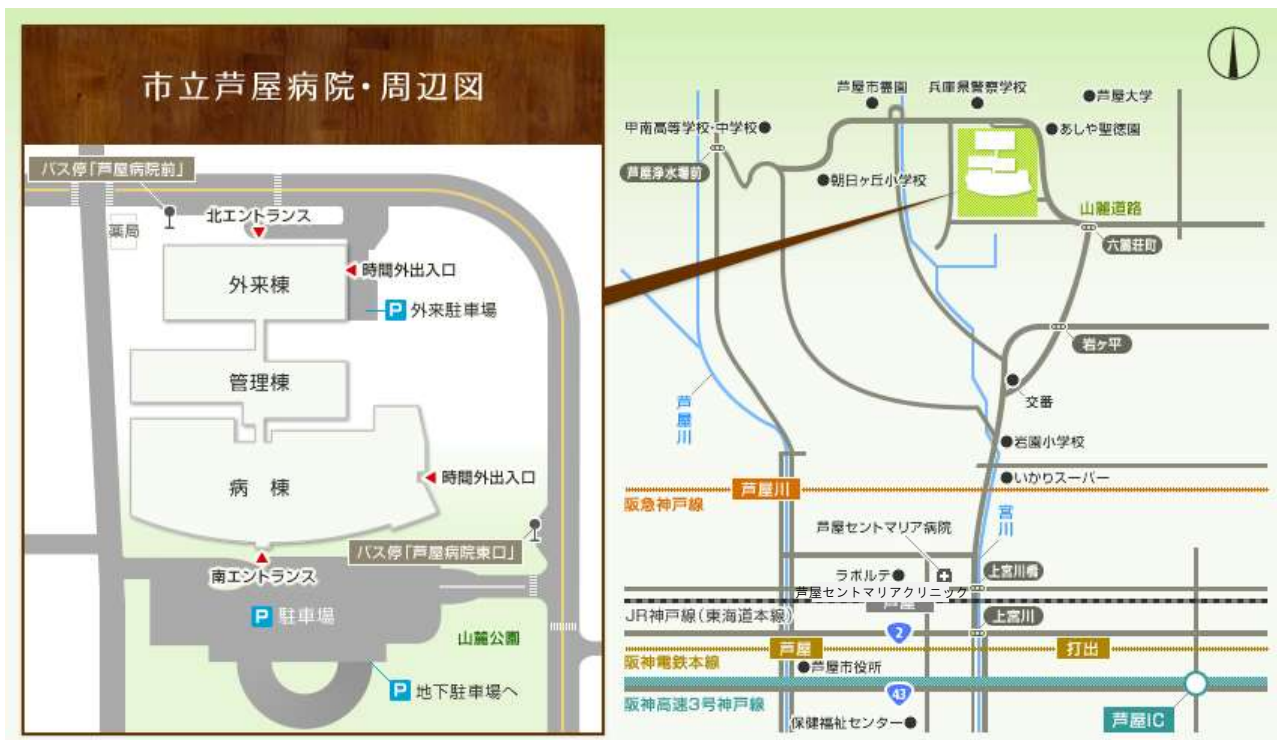 市立芦屋病院・周辺図
バス停「芦屋病院前」
薬局
北エントランス
外来棟
時間外出入口
P 外来駐車場
管理棟
病 棟
時間外出入口
バス停「芦屋病院東口」
南エントランス
P 駐車場
山麓公園
P 地下駐車場へ
芦屋市霊園
兵庫県警察学校
芦屋大学
甲南高等学校・中学校
あしや聖徳園
芦屋浄水場前
朝日ヶ丘小学校
山麓道路
六麓荘町
岩ヶ平
交番
芦屋川
岩園小学校
芦屋川
いかりスーパー
阪急神戸線
宮川
芦屋セントマリア病院
ラポルテ
上宮川橋
芦屋セントマリアクリニック
芦屋
JR神戸線(東海道本線)
2
上宮川
芦屋
打出
阪神電鉄本線
芦屋市役所
43
阪神高速3号神戸線
保健福祉センター
芦屋IC